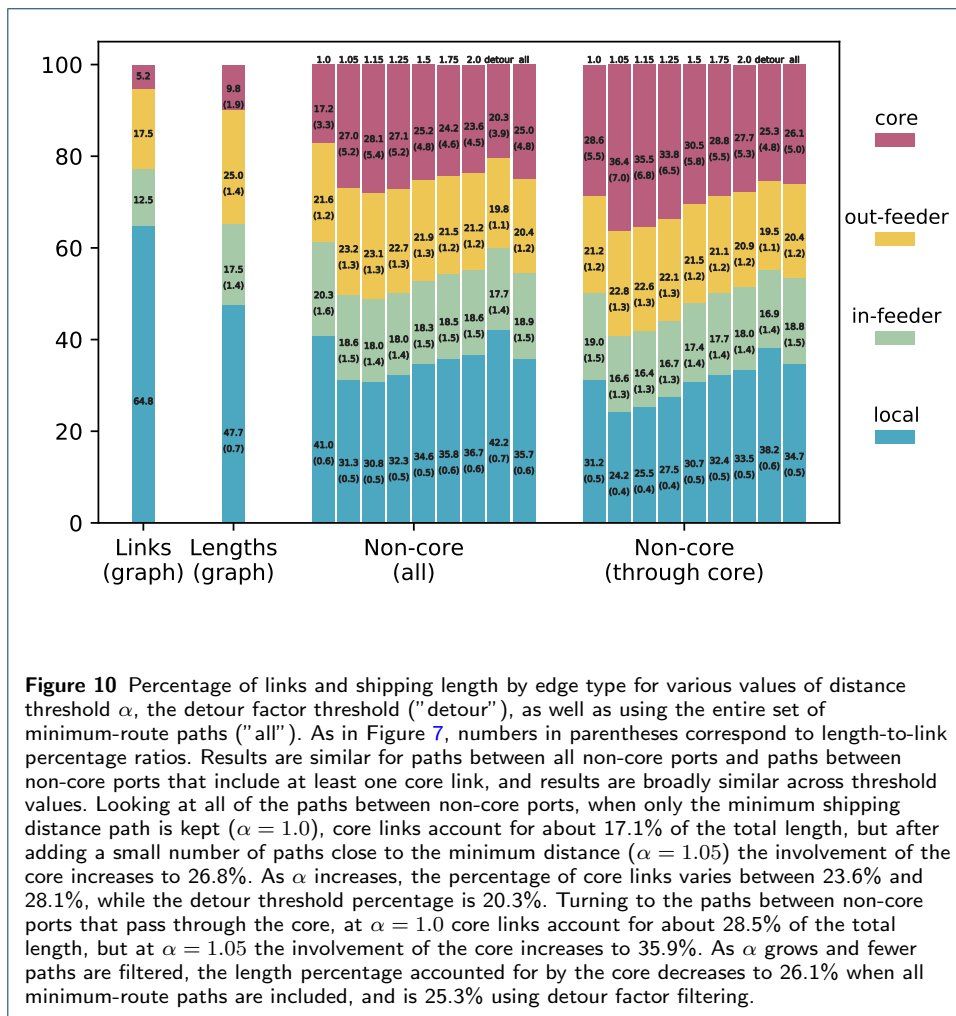 1.0 1.05 1.15 1.25 1.5 1.75 2.0 detour all
1.0 1.05 1.15 1.25 1.5 1.75 2.0 detour all
100
80
60
40
20
0
5.2
17.5
12.5
64.8
9.8
(1.9)
25.0
(1.4)
17.5
(1.4)
47.7
(0.7)
17.2 27.0 28.1 27.1 25.2 24.2 23.6 20.3 25.0
(3.3) (5.2) (5.4) (5.2) (4.8) (4.6) (4.5) (3.9) (4.8)
21.6 23.2 23.1 22.7 21.9 21.5 21.2 19.8 20.4
(1.2) (1.3) (1.3) (1.3) (1.3) (1.2) (1.2) (1.1) (1.2)
20.3 18.6 18.0 18.0 18.3 18.5 18.6 17.7 18.9
(1.6) (1.5) (1.4) (1.4) (1.5) (1.5) (1.5) (1.4) (1.5)
41.0 31.3 30.8 32.3 34.6 35.8 36.7 42.2 35.7
(0.6) (0.5) (0.5) (0.5) (0.5) (0.6) (0.6) (0.7) (0.6)
28.6 36.4 35.5 33.8 30.5 28.8 27.7 25.3 26.1
(5.5) (7.0) (6.8) (6.5) (5.8) (5.5) (5.3) (4.8) (5.0)
21.2 22.8 22.6 22.1 21.5 21.1 20.9 19.5 20.4
(1.2) (1.3) (1.3) (1.3) (1.2) (1.2) (1.2) (1.1) (1.2)
19.0 16.6 16.4 16.7 17.4 17.7 18.0 16.9 18.8
(1.5) (1.3) (1.3) (1.3) (1.4) (1.4) (1.4) (1.4) (1.5)
31.2 24.2 25.5 27.5 30.7 32.4 33.5 38.2 34.7
(0.5) (0.4) (0.4) (0.4) (0.5) (0.5) (0.5) (0.6) (0.5)
core
out-feeder
in-feeder
local
Links
(graph)
Lengths
(graph)
Non-core
(all)
Non-core
(through core)
Figure 10 Percentage of links and shipping length by edge type for various values of distance
threshold α, the detour factor threshold (”detour”), as well as using the entire set of
minimum-route paths (”all”). As in Figure 7, numbers in parentheses correspond to length-to-link
percentage ratios. Results are similar for paths between all non-core ports and paths between
non-core ports that include at least one core link, and results are broadly similar across threshold
values. Looking at all of the paths between non-core ports, when only the minimum shipping
distance path is kept (α = 1.0), core links account for about 17.1% of the total length, but after
adding a small number of paths close to the minimum distance (α = 1.05) the involvement of the
core increases to 26.8%. As α increases, the percentage of core links varies between 23.6% and
28.1%, while the detour threshold percentage is 20.3%. Turning to the paths between non-core
ports that pass through the core, at α = 1.0 core links account for about 28.5% of the total
length, but at α = 1.05 the involvement of the core increases to 35.9%. As α grows and fewer
paths are filtered, the length percentage accounted for by the core decreases to 26.1% when all
minimum-route paths are included, and is 25.3% using detour factor filtering.